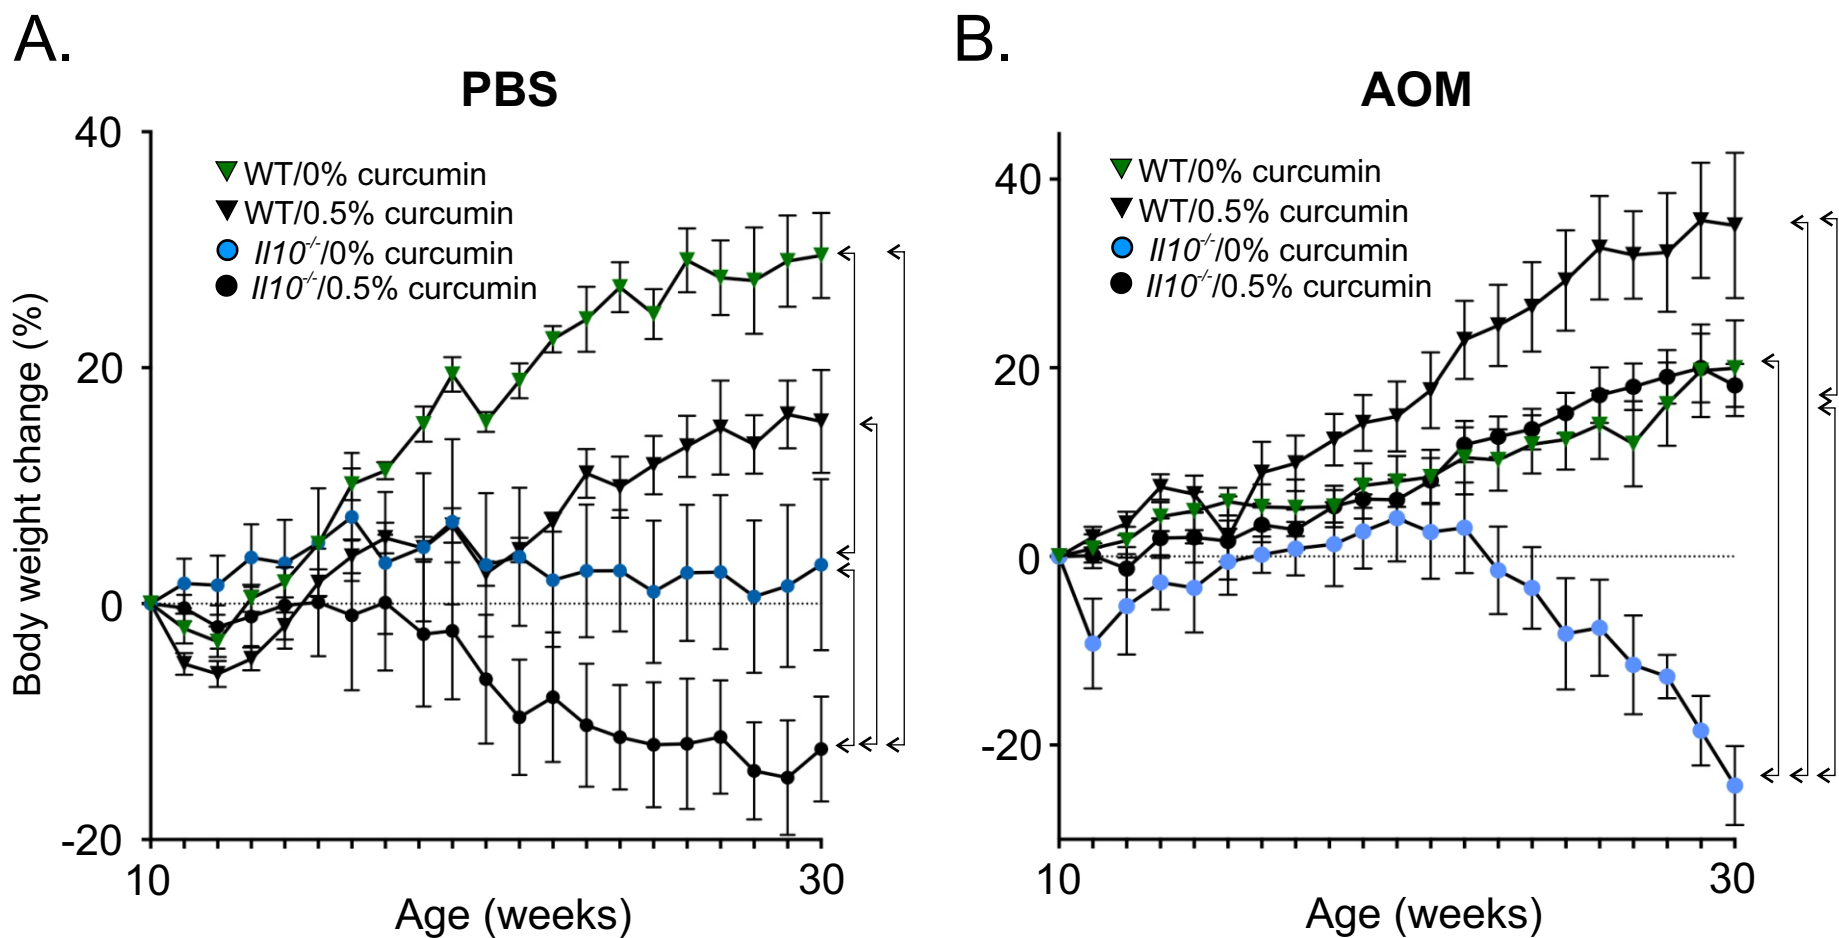 A.
PBS
40
WT/0% curcumin
WT/0.5% curcumin
Il10-/-/0% curcumin
Il10-/-/0.5% curcumin
20
0
-20
10
30
Age (weeks)
Body weight change (%)
B.
AOM
40
WT/0% curcumin
WT/0.5% curcumin
Il10-/-/0% curcumin
Il10-/-/0.5% curcumin
20
0
-20
10
30
Age (weeks)